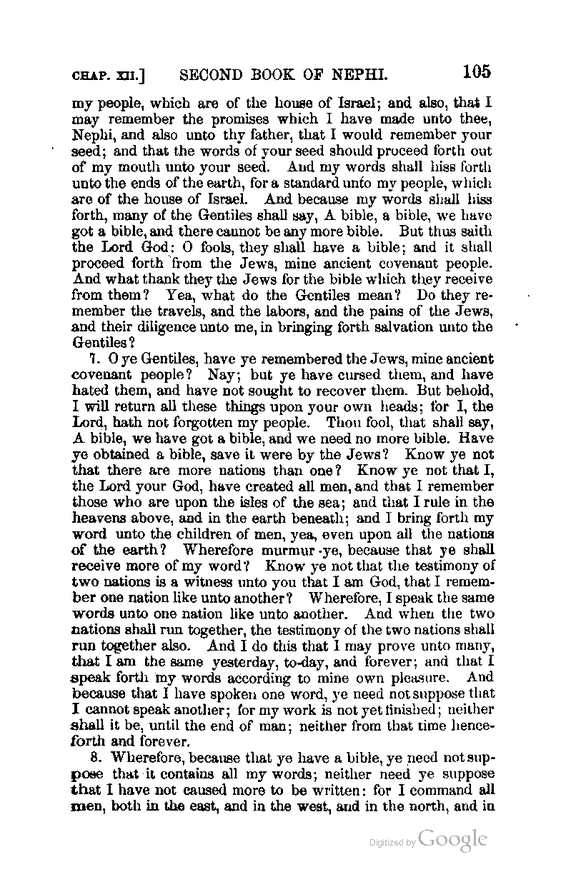 CHAP. XII.] SECOND BOOK OF NEPHI. 105
my people, which are of the house of Israel; and also, that I
may remember the promises which I have made unto thee,
Nephi, and also unto thy father, that I would remember your
seed; and that the words of your seed should proceed forth out
of my mouth unto your seed. And my words shall hiss forth
unto the ends of the earth, for a standard unto my people, which
are of the house of Israel. And because my words shall hiss
forth, many of the Gentiles shall say, A bible, a bible, we have
got a bible, and there cannot be any more bible. But thus saith
the Lord God: O fools, they shall have a bible; and it shall
proceed forth from the Jews, mine ancient covenant people.
And what thank they the Jews for the bible which they receive
from them? Yea, what do the Gentiles mean? Do they re-
member the travels, and the labors, and the pains of the Jews,
and their diligence unto me, in bringing forth salvation unto the
Gentiles?
7. O ye Gentiles, have ye remembered the Jews, mine ancient
covenant people? Nay; but ye have cursed them, and have
hated them, and have not sought to recover them. But behold,
I will return all these things upon your own heads; for I, the
Lord, hath not forgotten my people. Thou fool, that shall say,
A bible, we have got a bible, and we need no more bible. Have
ye obtained a bible, save it were by the Jews? Know ye not
that there are more nations than one? Know ye not that I,
the Lord your God, have created all men, and that I remember
those who are upon the isles of the sea; and that I rule in the
heavens above, and in the earth beneath; and I bring forth my
word unto the children of men, yea, even upon all the nations
of the earth? Wherefore murmur ye, because that ye shall
receive more of my word? Know ye not that the testimony of
two nations is a witness unto you that I am God, that I remem-
ber one nation like unto another? Wherefore, I speak the same
words unto one nation like unto another. And when the two
nations shall run together, the testimony of the two nations shall
run together also. And I do this that I may prove unto many,
that I am the same yesterday, to-day, and forever; and that I
speak forth my words according to mine own pleasure. And
because that I have spoken one word, ye need not suppose that
I cannot speak another; for my work is not yet finished; neither
shall it be, until the end of man; neither from that time hence-
forth and forever.
8. Wherefore, because that ye have a bible, ye need not sup-
pose that it contains all my words; neither need ye suppose
that I have not caused more to be written: for I command all
men, both in the east, and in the west, and in the north, and in
Digitized by Google